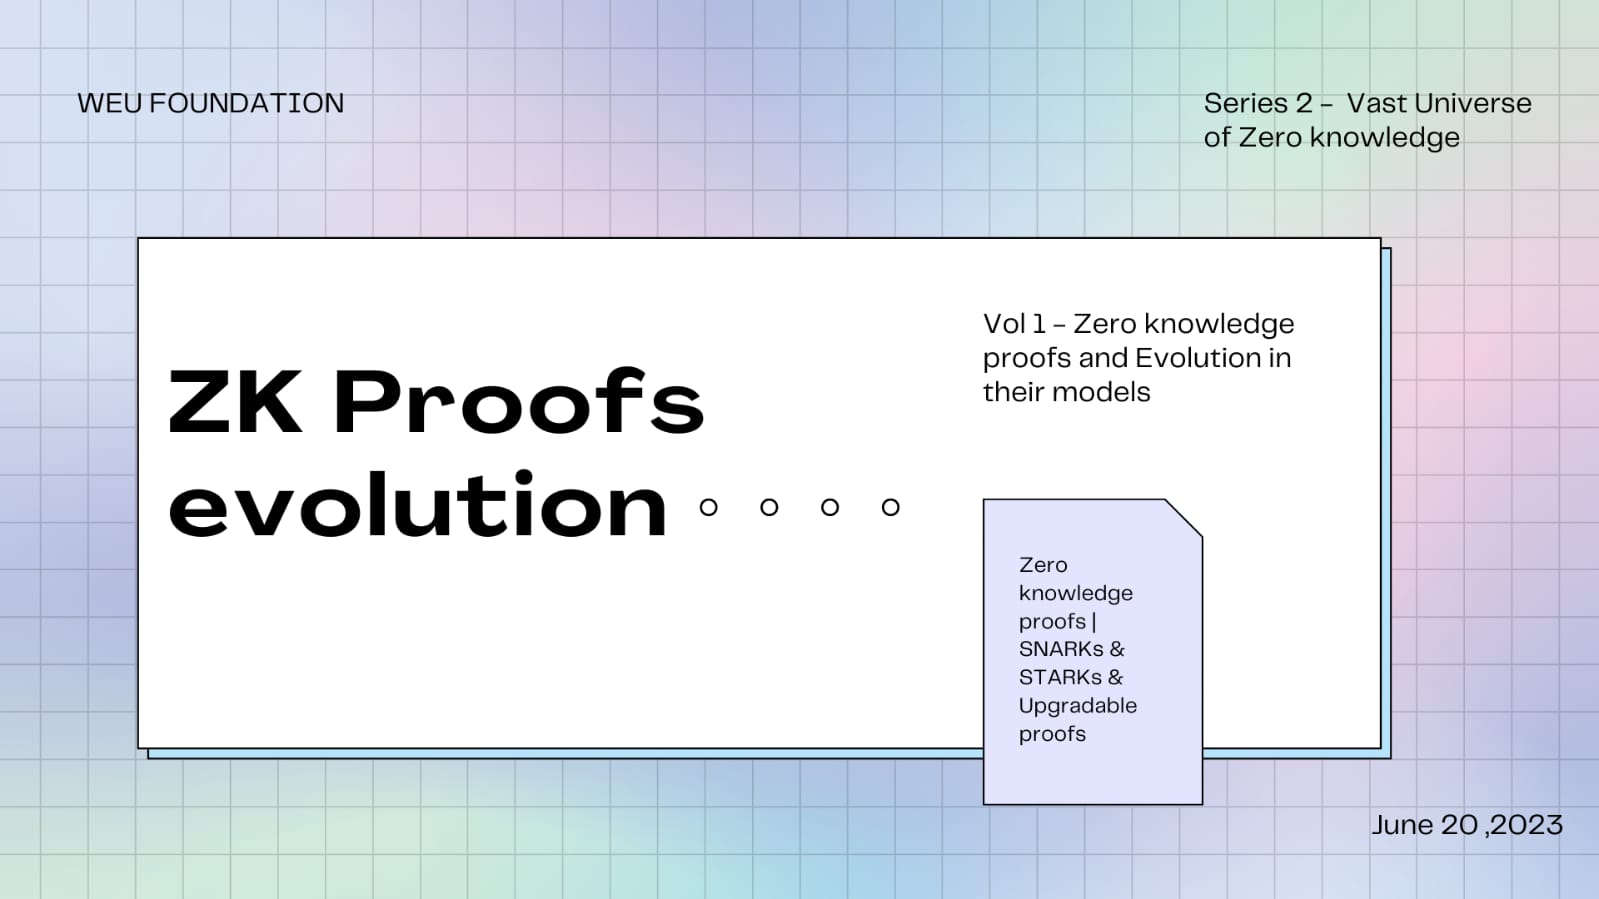 WEU FOUNDATION
Series 2 – Vast Universe
of Zero knowledge
Vol 1 – Zero knowledge
proofs and Evolution in
their models
ZK Proofs
evolution
Zero
knowledge
proofs |
SNARKs &
STARKs &
Upgradable
proofs
June 20 ,2023